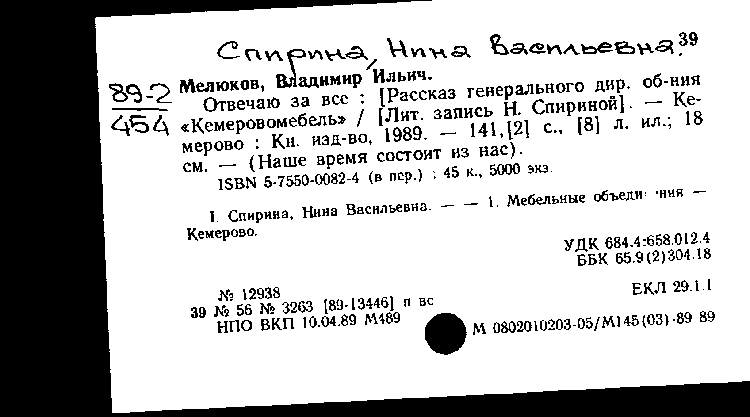 Спирина, Нина Васильевна. 39
89-2
454
Мелюков, Владимир Ильич.
Отвечаю за все : [Рассказ генерального дир. об-ния
«Кемеровомебель» / [Лит. запись Н. Спириной]. — Ке-
мерово : Кн. изд-во, 1989. — 141,[2] с., [8] л. ил.; 18
см. — (Наше время состоит из нас).
ISBN 5-7550-0082-4 (в пер.) : 45 к., 5000 экз.
I. Спирина, Нина Васильевна. — — 1. Мебельные —
Кемерово.
УДК 684.4:658.012.4
ББК 65.9(2)304.18
№ 12938
39 № 56 № 3263 [89-13446] п вс
ЕКЛ 29.1.1
НПО ВКП 10.04.89 М489
М 0802010203-05/М145(03)-89 89